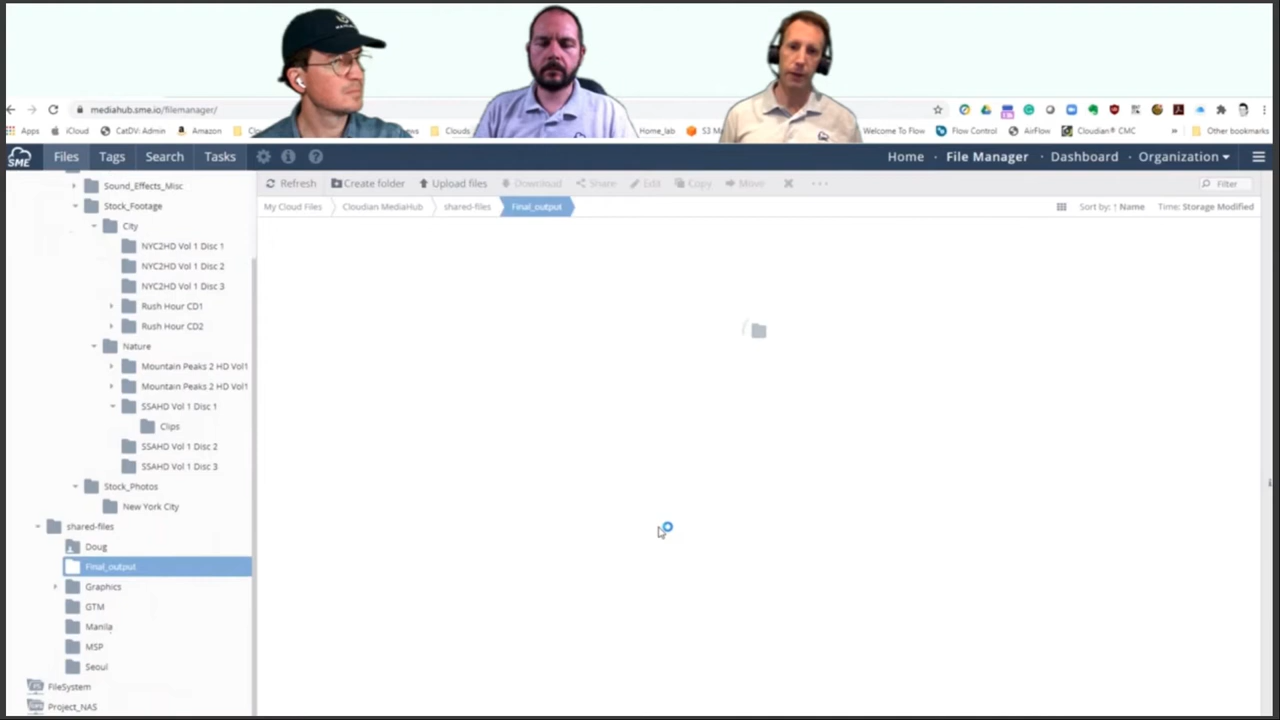 mediahub.sme.io/filemanager/
Apps iCloud CatDV: Admin Amazon Clouds Home_lab Welcome To Flow Flow Control AirFlow Cloudian® CMC » Other bookmarks
SME Files Tags Search Tasks Home File Manager Dashboard Organization
Refresh Create folder Upload files Download Share Edit Copy Move Filter
My Cloud Files Cloudian MediaHub shared-files Final_output Sort by: ↑ Name Time: Storage Modified
Sound_Effects_Misc
Stock_Footage
City
NYC2HD Vol 1 Disc 1
NYC2HD Vol 1 Disc 2
NYC2HD Vol 1 Disc 3
Rush Hour CD1
Rush Hour CD2
Nature
Mountain Peaks 2 HD Vol1
Mountain Peaks 2 HD Vol1
SSAHD Vol 1 Disc 1
Clips
SSAHD Vol 1 Disc 2
SSAHD Vol 1 Disc 3
Stock_Photos
New York City
shared-files
Doug
Final_output
Graphics
GTM
Manila
MSP
Seoul
FileSystem
Project_NAS